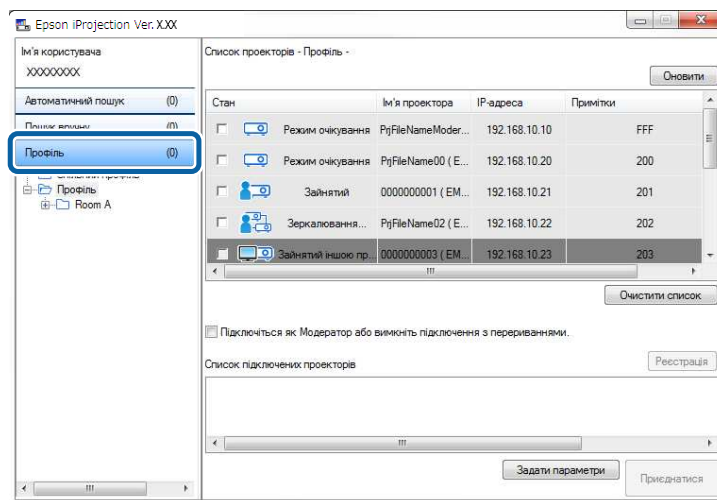 Epson iProjection Ver. X.XX
Ім'я користувача
XXXXXXXX
Автоматичний пошук (0)
Пошук вручну (0)
Профіль (0)
Спільний профіль
Профіль
Room A
Список проекторів - Профіль -
Оновити
Стан Ім'я проектора IP-адреса Примітки
Режим очікування PrjFileNameModer... 192.168.10.10 FFF
Режим очікування PrjFileName00 ( E... 192.168.10.20 200
Зайнятий 0000000001 ( EM... 192.168.10.21 201
Зеркалювання... PrjFileName02 ( E... 192.168.10.22 202
Зайнятий іншою пр... 0000000003 ( EM... 192.168.10.23 203
Очистити список
Підключіться як Модератор або вимкніть підключення з перериваннями.
Список підключених проекторів
Реєстрація
Задати параметри
Приєднатися